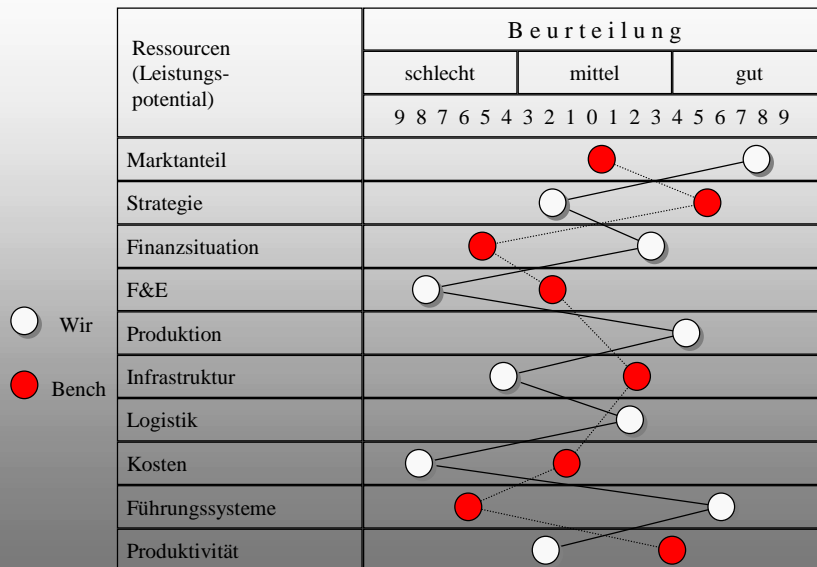 Ressourcen
(Leistungs-
potential)
Beurteilung
schlecht mittel gut
9 8 7 6 5 4 3 2 1 0 1 2 3 4 5 6 7 8 9
Marktanteil
Strategie
Finanzsituation
F&E
Produktion
Infrastruktur
Logistik
Kosten
Führungssysteme
Produktivität
Wir
Bench